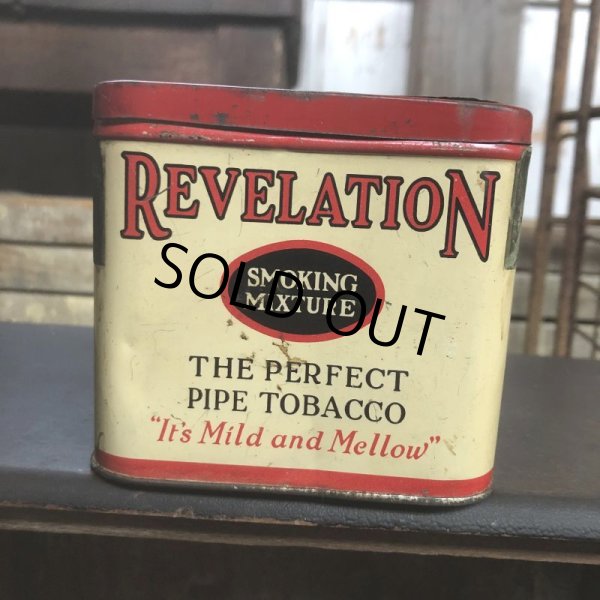 REVELATION
SMOKING
MIXTURE
SOLD OUT
THE PERFECT
PIPE TOBACCO
"It's Mild and Mellow"